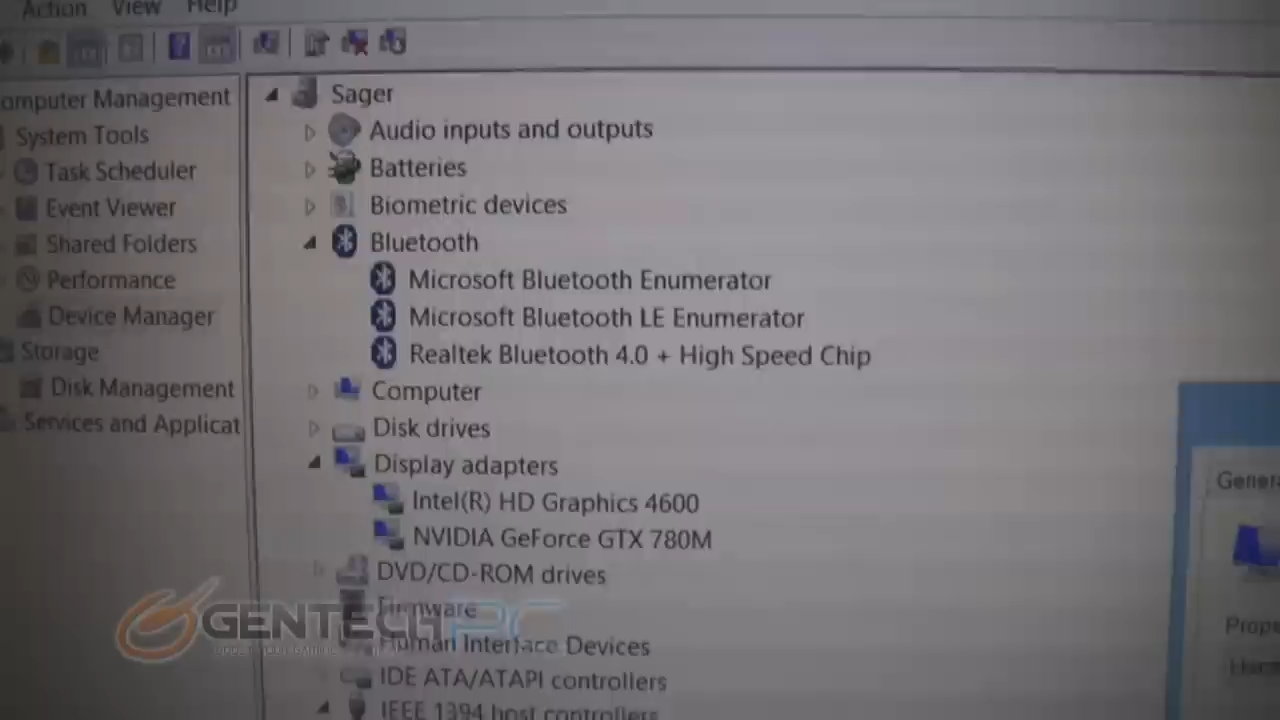 Action View Help
omputer Management
System Tools
Task Scheduler
Event Viewer
Shared Folders
Performance
Device Manager
Storage
Disk Management
Services and Applicat
Sager
Audio inputs and outputs
Batteries
Biometric devices
Bluetooth
Microsoft Bluetooth Enumerator
Microsoft Bluetooth LE Enumerator
Realtek Bluetooth 4.0 + High Speed Chip
Computer
Disk drives
Display adapters
Intel(R) HD Graphics 4600
NVIDIA GeForce GTX 780M
DVD/CD-ROM drives
Firmware
Human Interface Devices
IDE ATA/ATAPI controllers
IEEE 1394 host controllers
Genera
Prope
GENTECH PC